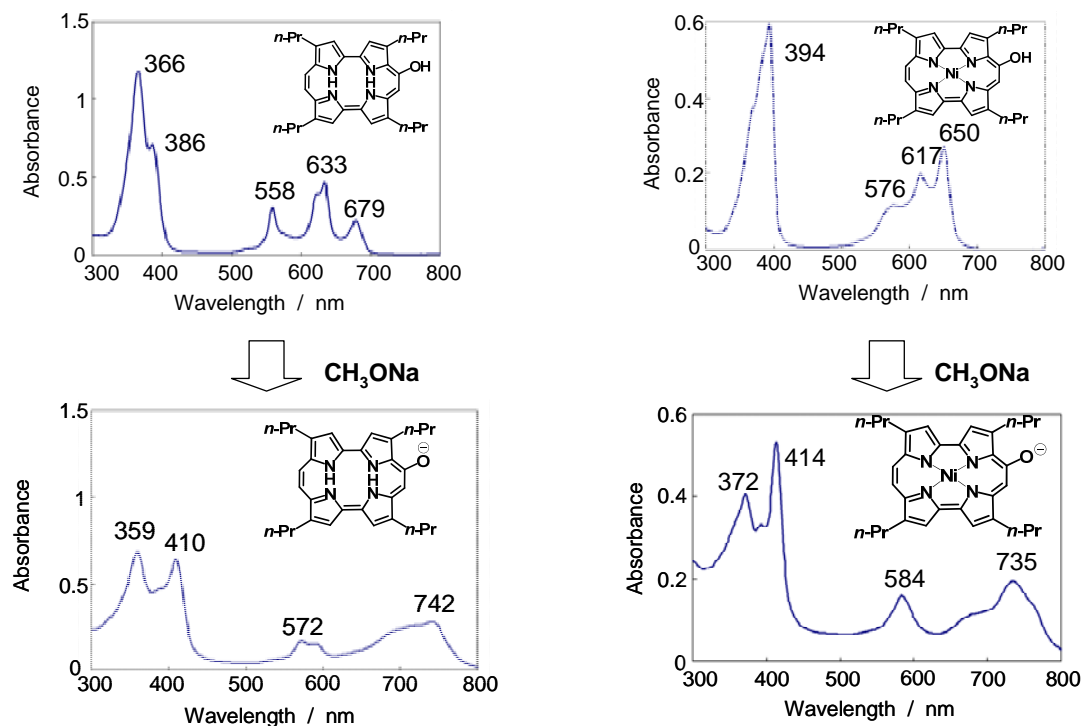 1.5
1
0.5
0
Absorbance
366
386
558
633
679
n-Pr
n-Pr
OH
N
N
H
H
N
N
n-Pr
n-Pr
300 400 500 600 700 800
Wavelength / nm
0.6
0.4
0.2
0
Absorbance
394
576
617
650
n-Pr
n-Pr
OH
N
N
Ni
N
N
n-Pr
n-Pr
300 400 500 600 700 800
Wavelength / nm
CH3ONa
CH3ONa
1.5
1
0.5
0
Absorbance
359
410
572
742
n-Pr
n-Pr
O⊖
N
N
H
H
N
N
n-Pr
n-Pr
300 400 500 600 700 800
Wavelength / nm
0.6
0.4
0.2
0
Absorbance
372
414
584
735
n-Pr
n-Pr
O⊖
N
N
Ni
N
N
n-Pr
n-Pr
300 400 500 600 700 800
Wavelength / nm